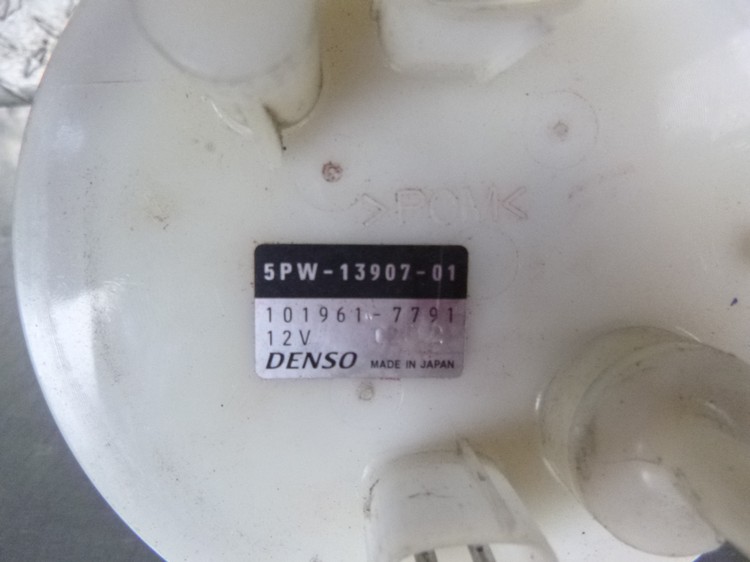 >POM<
5PW-13907-01
101961-7791
12V
DENSO MADE IN JAPAN